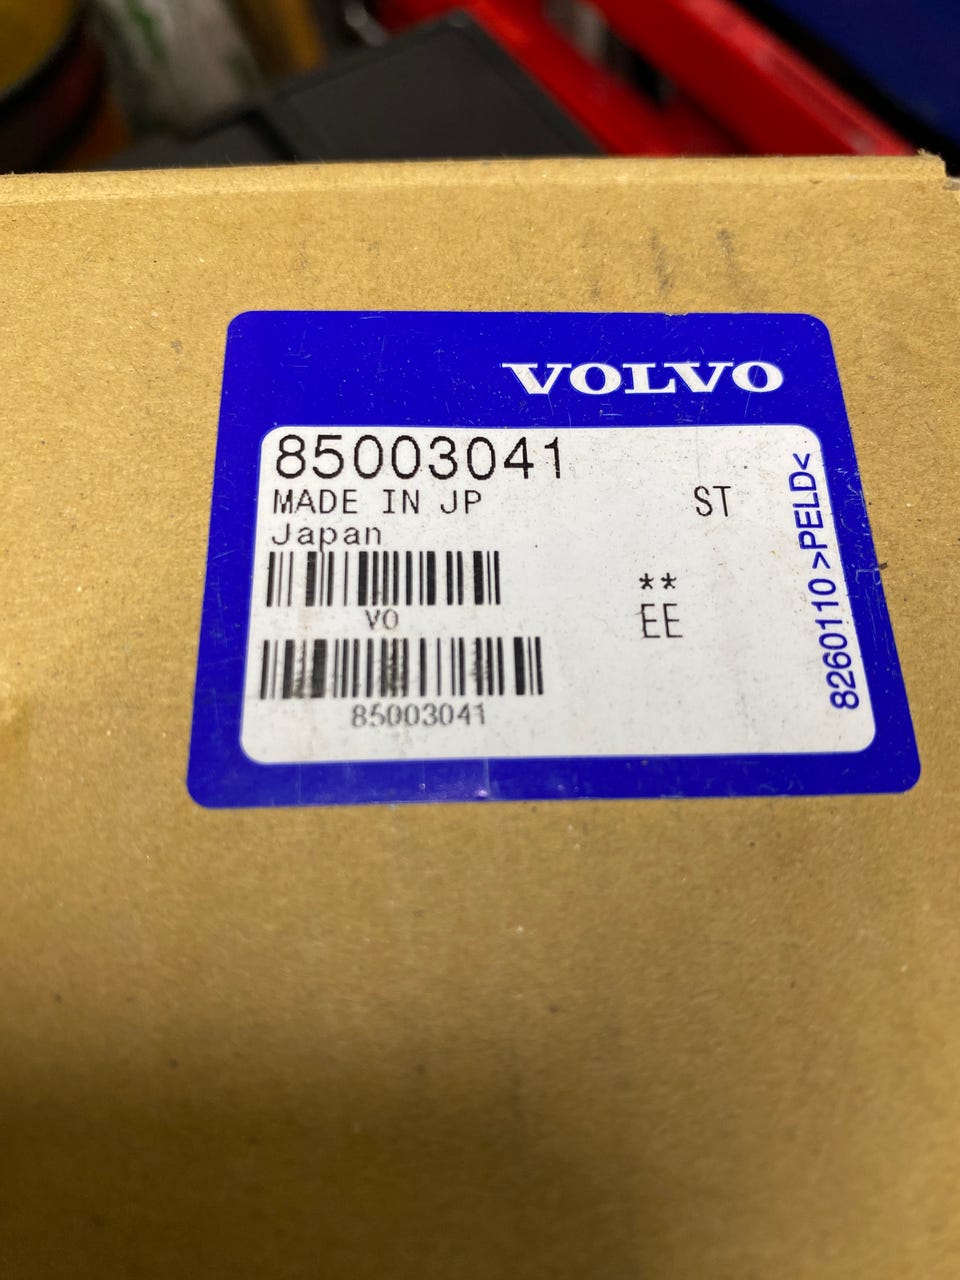 VOLVO
85003041
MADE IN JP
ST
Japan
**
VO
EE
85003041
8260110 >PELD<